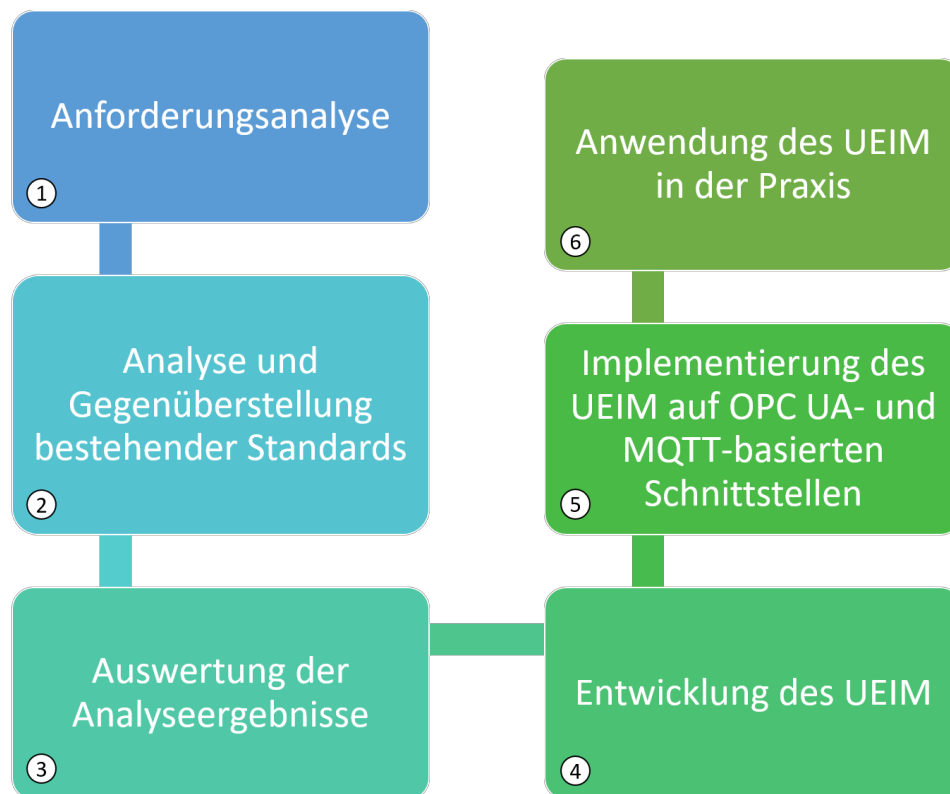 Anforderungsanalyse
1
Analyse und
Gegenüberstellung
bestehender Standards
2
Auswertung der
Analyseergebnisse
3
Entwicklung des UEIM
4
Implementierung des
UEIM auf OPC UA- und
MQTT-basierten
Schnittstellen
5
Anwendung des UEIM
in der Praxis
6